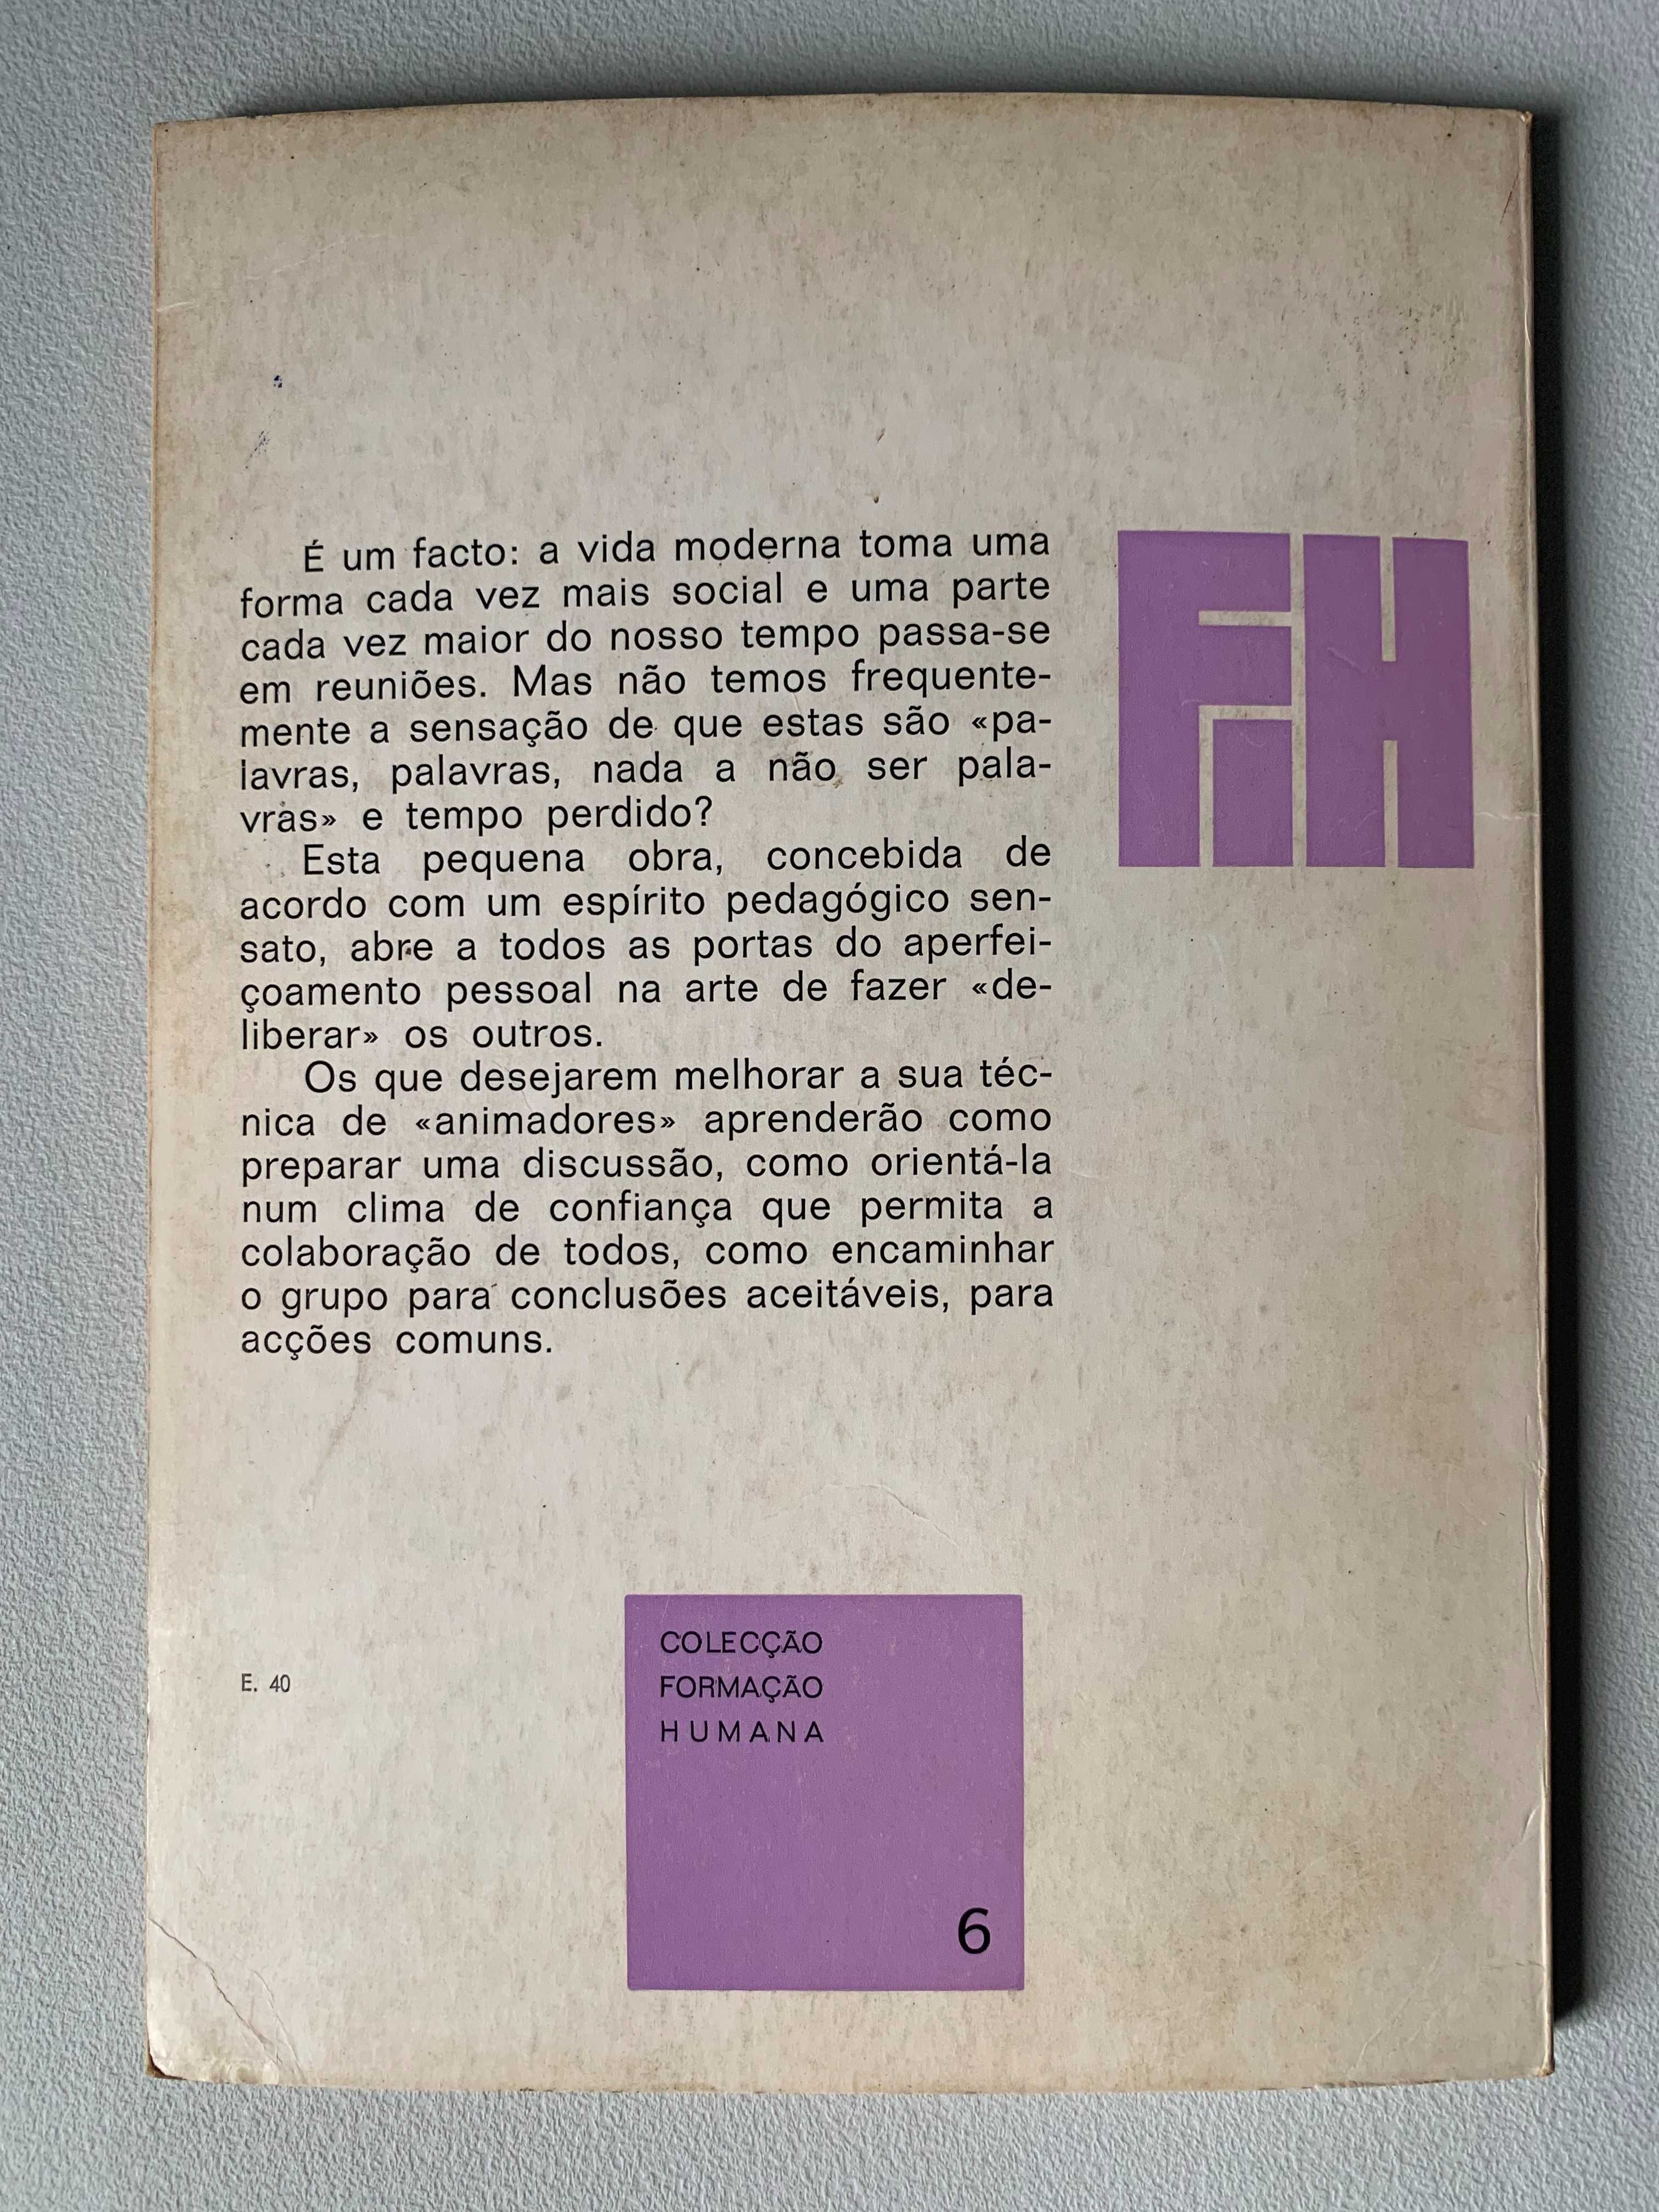 É um facto: a vida moderna toma uma
forma cada vez mais social e uma parte
cada vez maior do nosso tempo passa-se
em reuniões. Mas não temos frequente-
mente a sensação de que estas são «pa-
lavras, palavras, nada a não ser pala-
vras» e tempo perdido?
Esta pequena obra, concebida de
acordo com um espírito pedagógico sen-
sato, abre a todos as portas do aperfei-
çoamento pessoal na arte de fazer «de-
liberar» os outros.
Os que desejarem melhorar a sua téc-
nica de «animadores» aprenderão como
preparar uma discussão, como orientá-la
num clima de confiança que permita a
colaboração de todos, como encaminhar
o grupo para conclusões aceitáveis, para
acções comuns.
FH
E. 40
COLECÇÃO
FORMAÇÃO
HUMANA
6